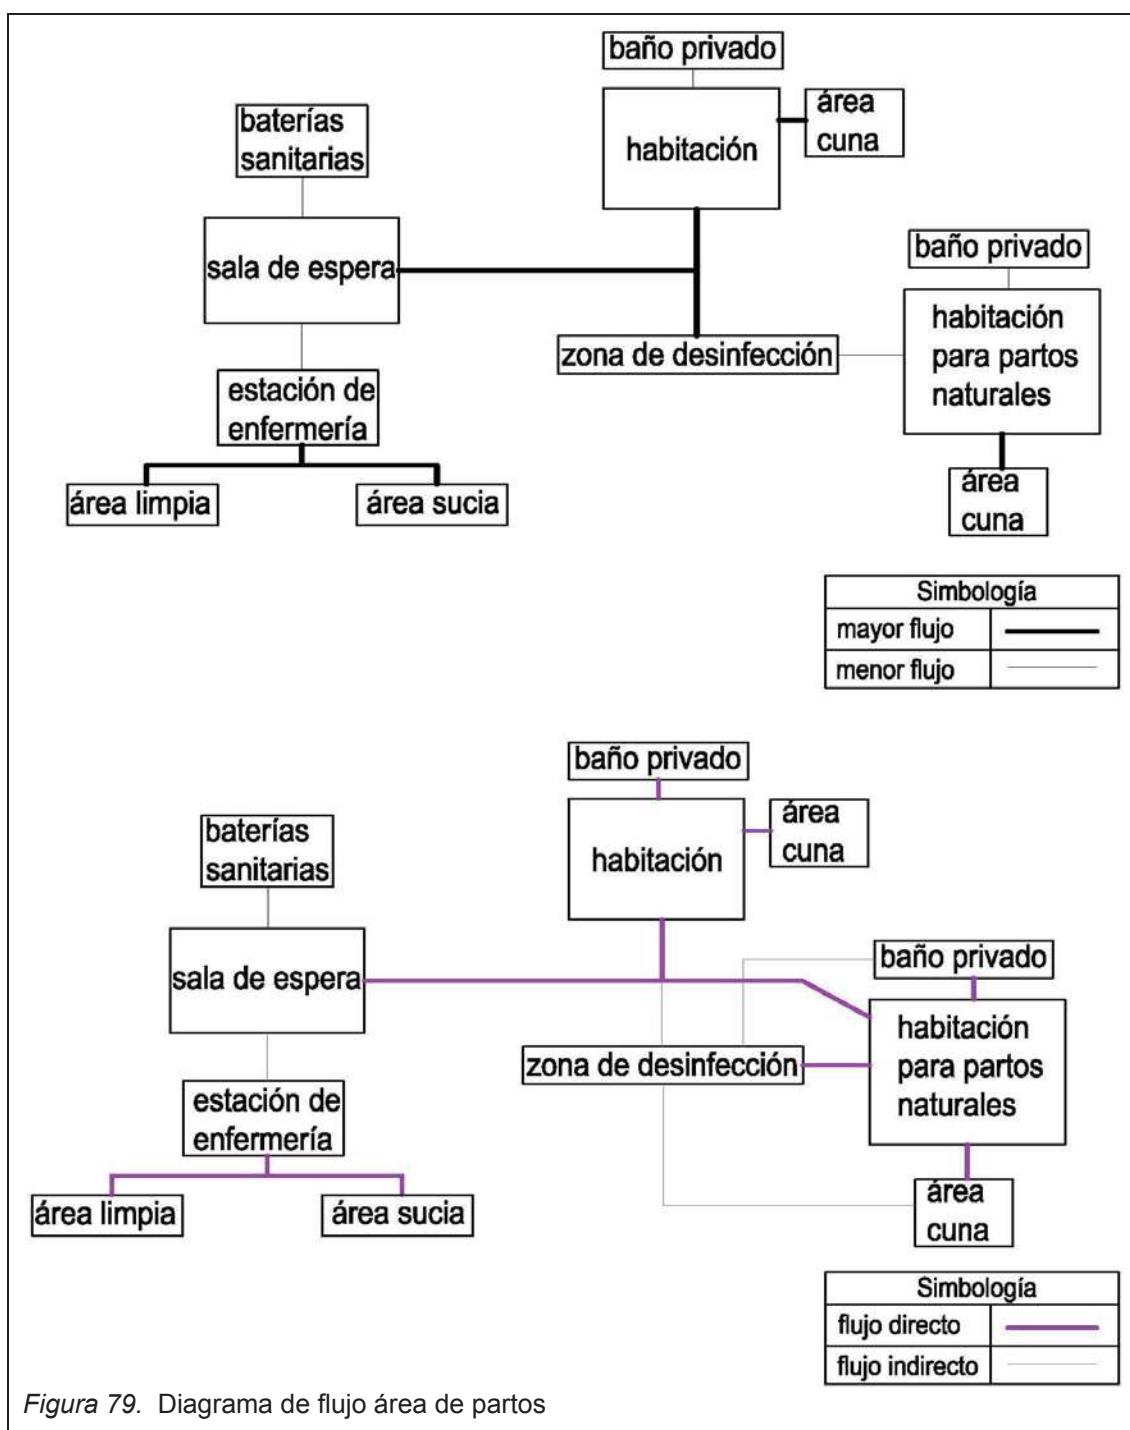 baño privado
área
cuna
habitación
baterías
sanitarias
sala de espera
baño privado
habitación
para partos
naturales
zona de desinfección
estación de
enfermería
área limpia
área sucia
área
cuna
Simbología
mayor flujo
menor flujo
baño privado
área
cuna
habitación
baterías
sanitarias
sala de espera
baño privado
habitación
para partos
naturales
zona de desinfección
estación de
enfermería
área limpia
área sucia
área
cuna
Simbología
flujo directo
flujo indirecto
Figura 79. Diagrama de flujo área de partos